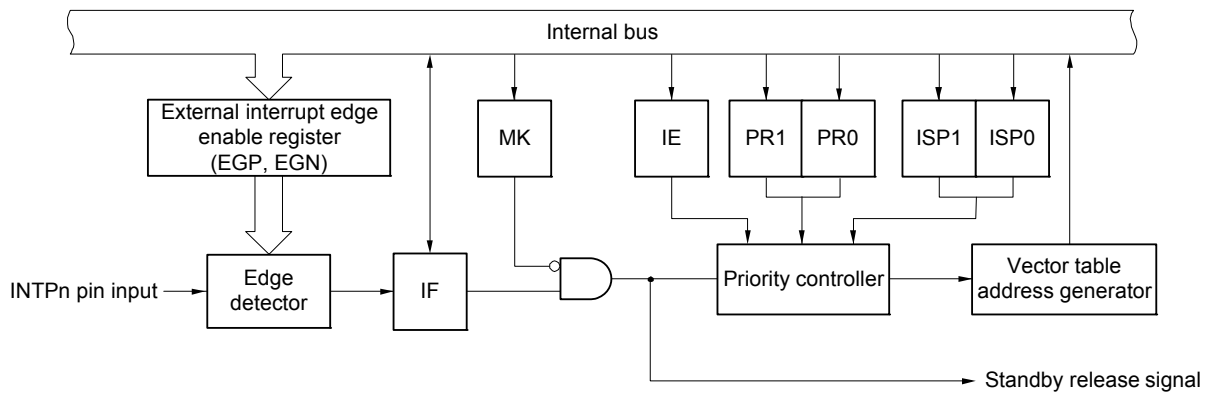 Internal bus
External interrupt edge
enable register
(EGP, EGN)
MK
IE
PR1
PR0
ISP1
ISP0
INTPn pin input
Edge
detector
IF
Priority controller
Vector table
address generator
Standby release signal